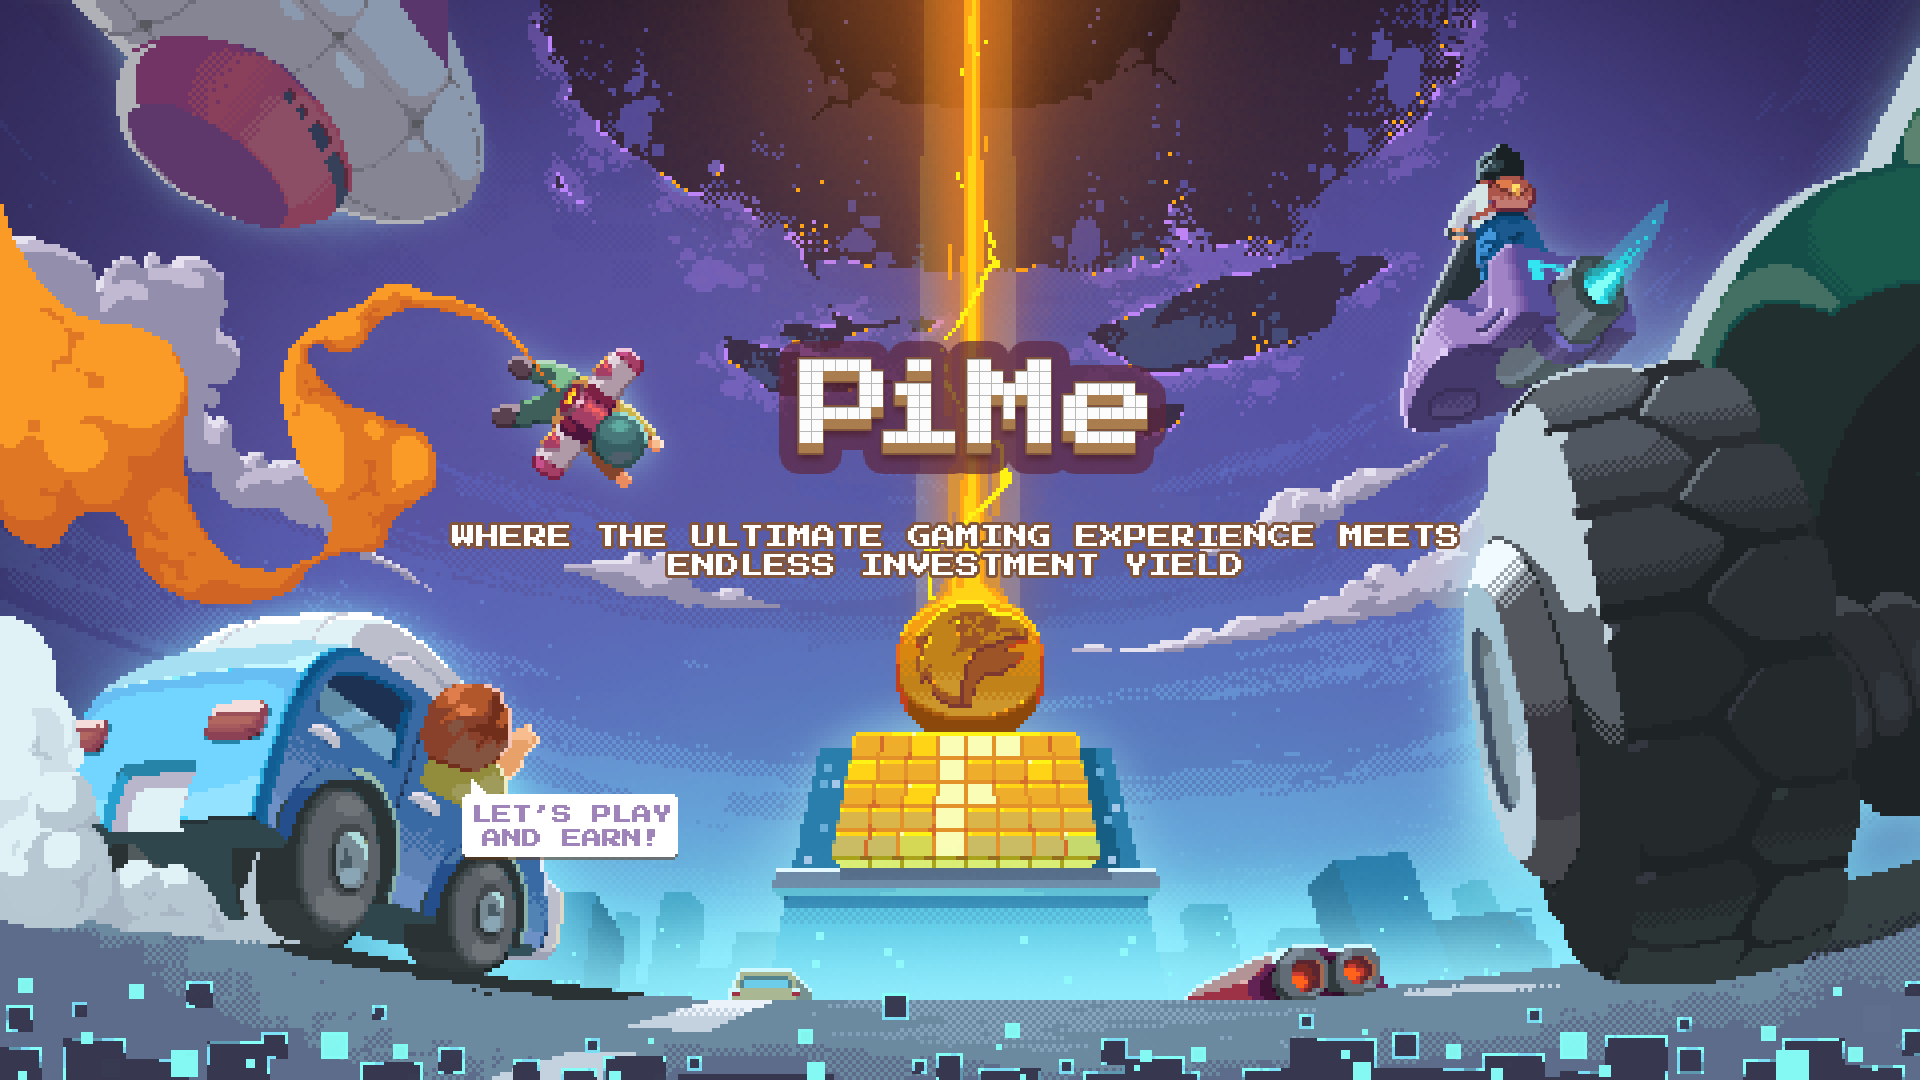 PiMe
WHERE THE ULTIMATE GAMING EXPERIENCE MEETS
ENDLESS INVESTMENT YIELD
LET'S PLAY
AND EARN!